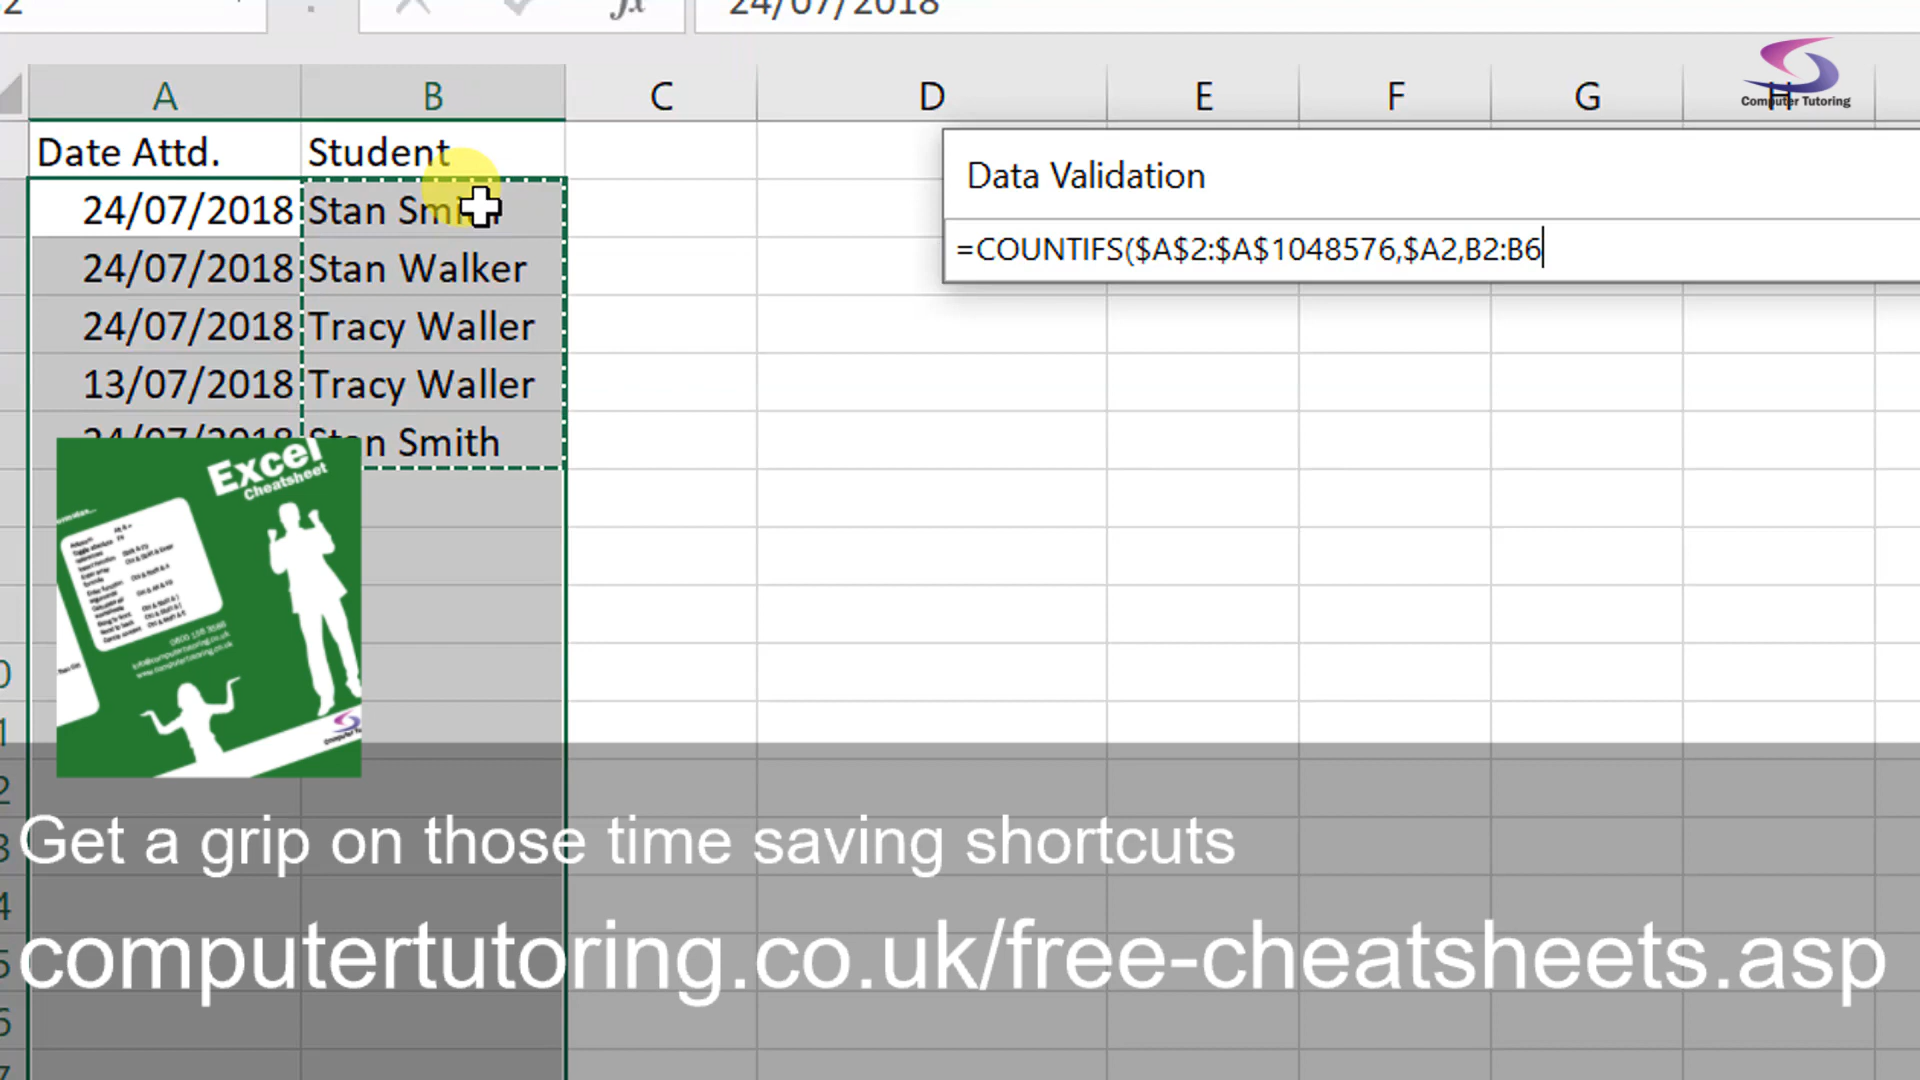 24/07/2018
A B C D E F G H
Computer Tutoring
Date Attd. Student
24/07/2018 Stan Smith
24/07/2018 Stan Walker
24/07/2018 Tracy Waller
13/07/2018 Tracy Waller
24/07/2018 Stan Smith
Data Validation
=COUNTIFS($A$2:$A$1048576,$A2,B2:B6
Excel
Cheatsheet
Get a grip on those time saving shortcuts
computertutoring.co.uk/free-cheatsheets.asp